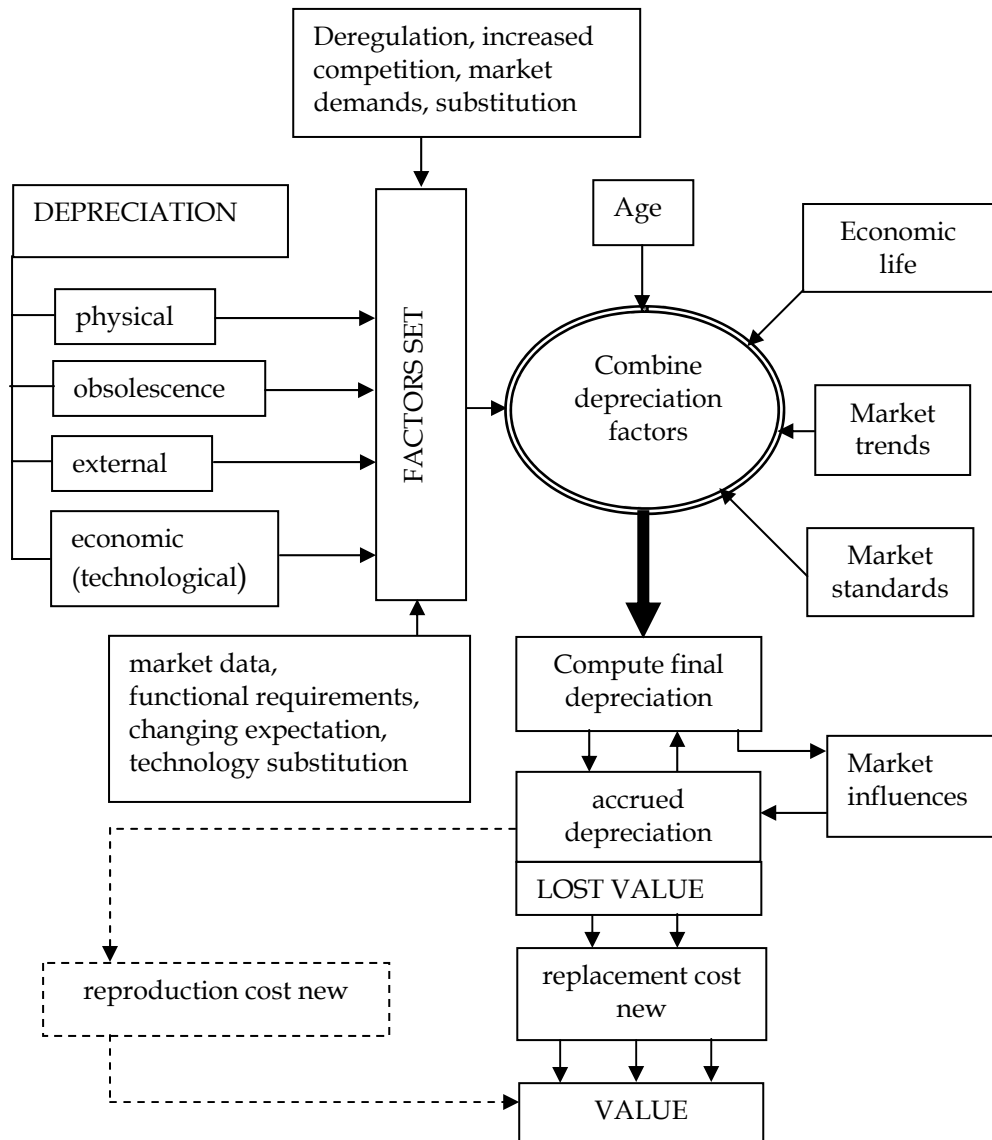 Deregulation, increased
competition, market
demands, substitution
DEPRECIATION
physical
obsolescence
external
economic
(technological)
FACTORS SET
market data,
functional requirements,
changing expectation,
technology substitution
Age
Economic
life
Combine
depreciation
factors
Market
trends
Market
standards
Compute final
depreciation
Market
influences
accrued
depreciation
LOST VALUE
reproduction cost new
replacement cost
new
VALUE